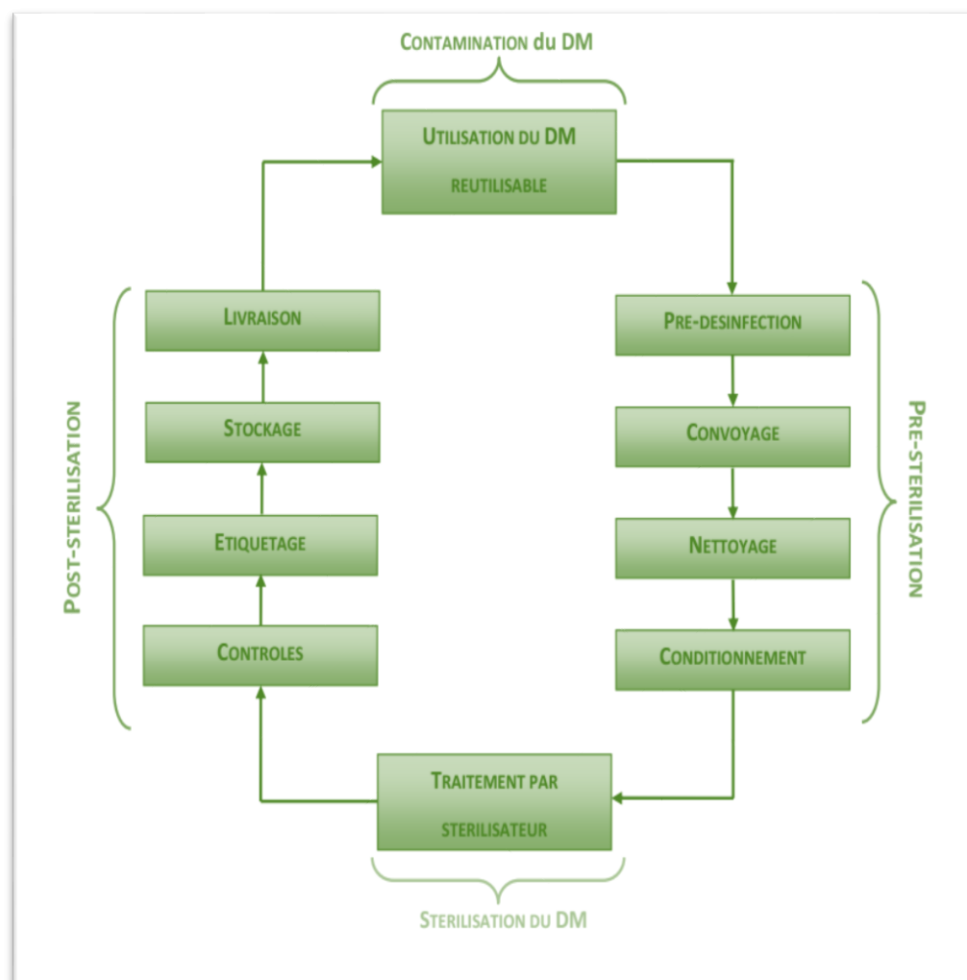 CONTAMINATION du DM
UTILISATION DU DM
REUTILISABLE
LIVRAISON
STOCKAGE
ETIQUETAGE
CONTROLES
POST-STERILISATION
PRE-DESINFECTION
CONVOYAGE
NETTOYAGE
CONDITIONNEMENT
PRE-STERILISATION
TRAITEMENT PAR
STERILISATEUR
STERILISATION DU DM